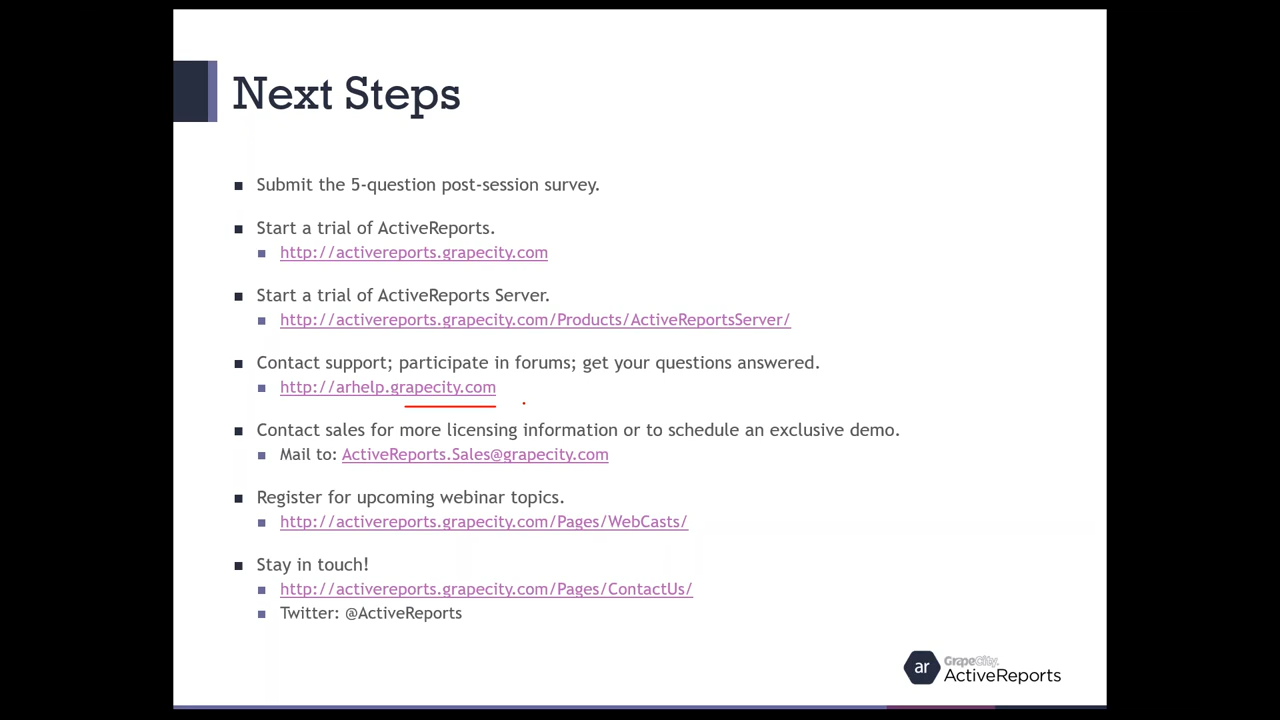 Next Steps
Submit the 5-question post-session survey.
Start a trial of ActiveReports.
http://activereports.grapecity.com
Start a trial of ActiveReports Server.
http://activereports.grapecity.com/Products/ActiveReportsServer/
Contact support; participate in forums; get your questions answered.
http://arhelp.grapecity.com
Contact sales for more licensing information or to schedule an exclusive demo.
Mail to: ActiveReports.Sales@grapecity.com
Register for upcoming webinar topics.
http://activereports.grapecity.com/Pages/WebCasts/
Stay in touch!
http://activereports.grapecity.com/Pages/ContactUs/
Twitter: @ActiveReports
ar
GrapeCity.
ActiveReports